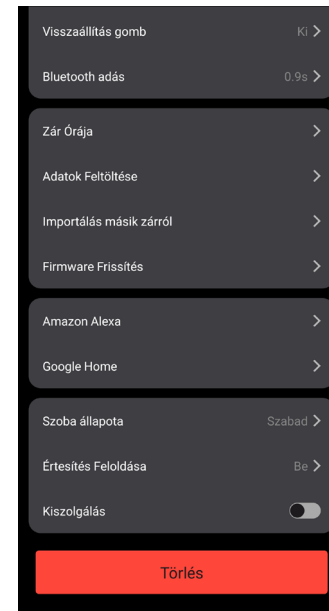 Visszaállítás gomb Ki
Bluetooth adás 0.9s
Zár Órája
Adatok Feltöltése
Importálás másik zárról
Firmware Frissítés
Amazon Alexa
Google Home
Szoba állapota Szabad
Értesítés Feloldása Be
Kiszolgálás
Törlés